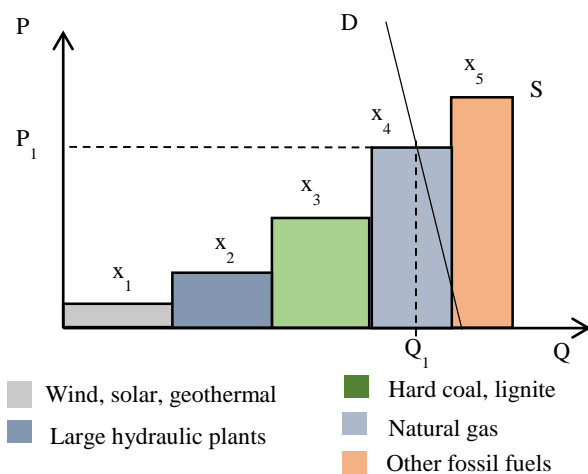 P
D
x5
S
x4
P1
x3
x2
x1
Q1
Q
Wind, solar, geothermal
Large hydraulic plants
Hard coal, lignite
Natural gas
Other fossil fuels